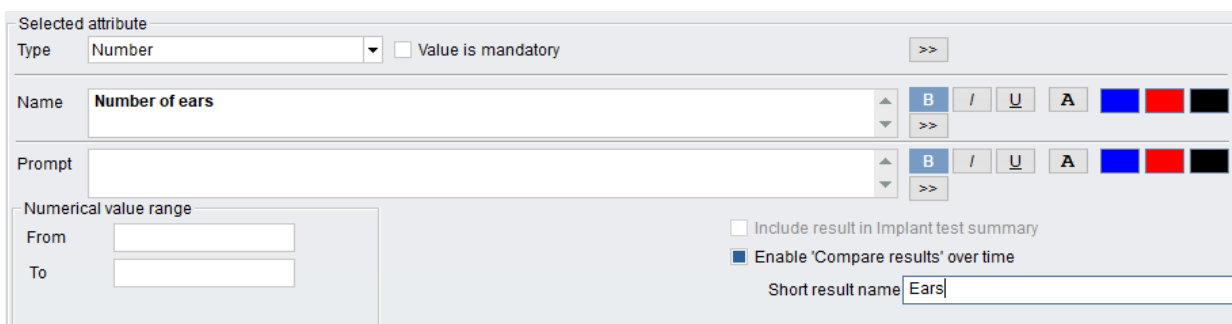 Selected attribute
Type Number Value is mandatory >>
Name Number of ears B I U A
>>
Prompt B I U A
>>
Numerical value range
From
To
Include result in Implant test summary
Enable 'Compare results' over time
Short result name Ears